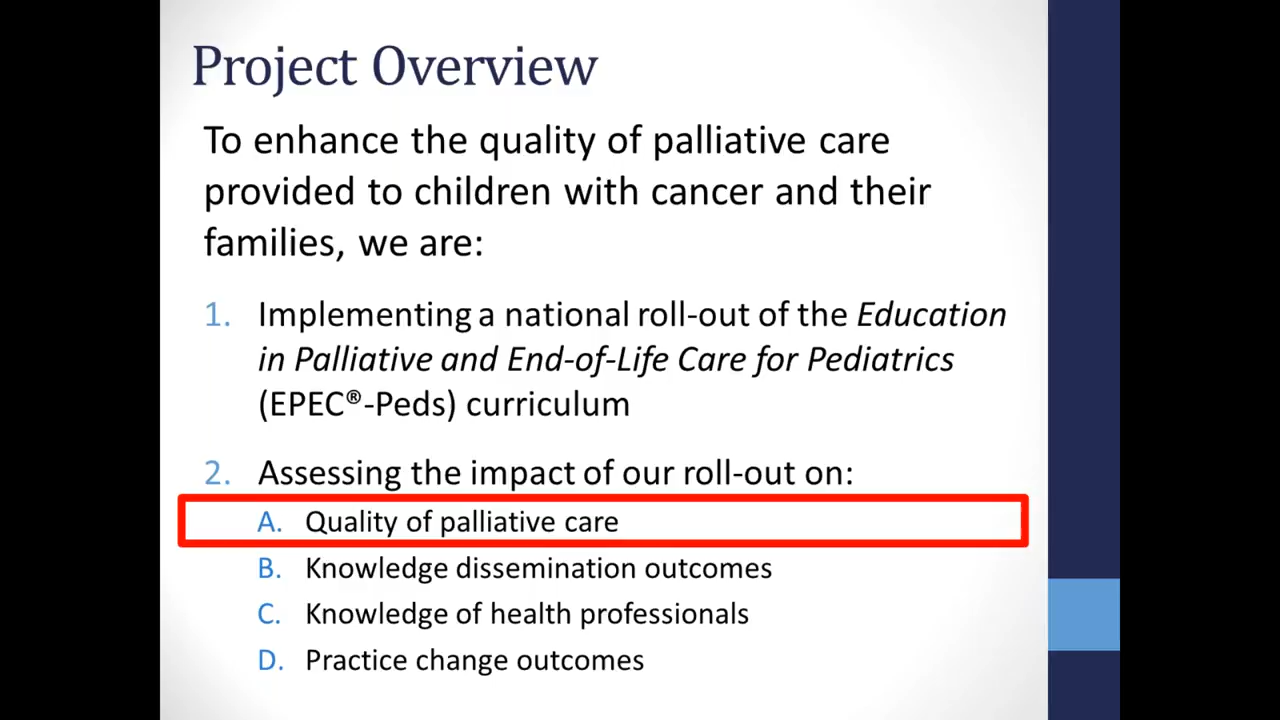 Project Overview
To enhance the quality of palliative care
provided to children with cancer and their
families, we are:
1. Implementing a national roll-out of the Education
in Palliative and End-of-Life Care for Pediatrics
(EPEC®-Peds) curriculum
2. Assessing the impact of our roll-out on:
A. Quality of palliative care
B. Knowledge dissemination outcomes
C. Knowledge of health professionals
D. Practice change outcomes